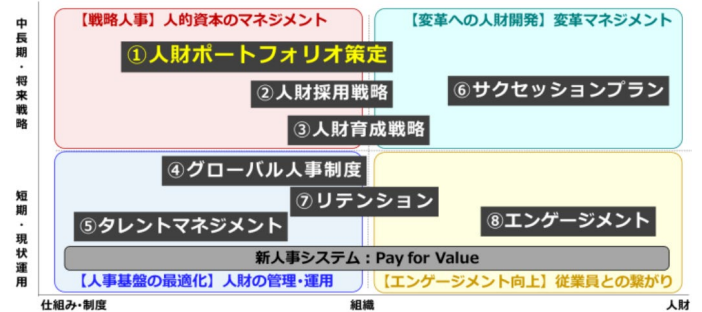 【戦略人事】人的資本のマネジメント
【変革への人財開発】変革マネジメント
①人財ポートフォリオ策定
②人財採用戦略
⑥サクセッションプラン
③人財育成戦略
④グローバル人事制度
⑦リテンション
⑤タレントマネジメント
⑧エンゲージメント
新人事システム：Pay for Value
【人事基盤の最適化】人財の管理・運用
【エンゲージメント向上】従業員との繋がり
中長期・将来戦略
短期・現状運用
仕組み・制度
組織
人財